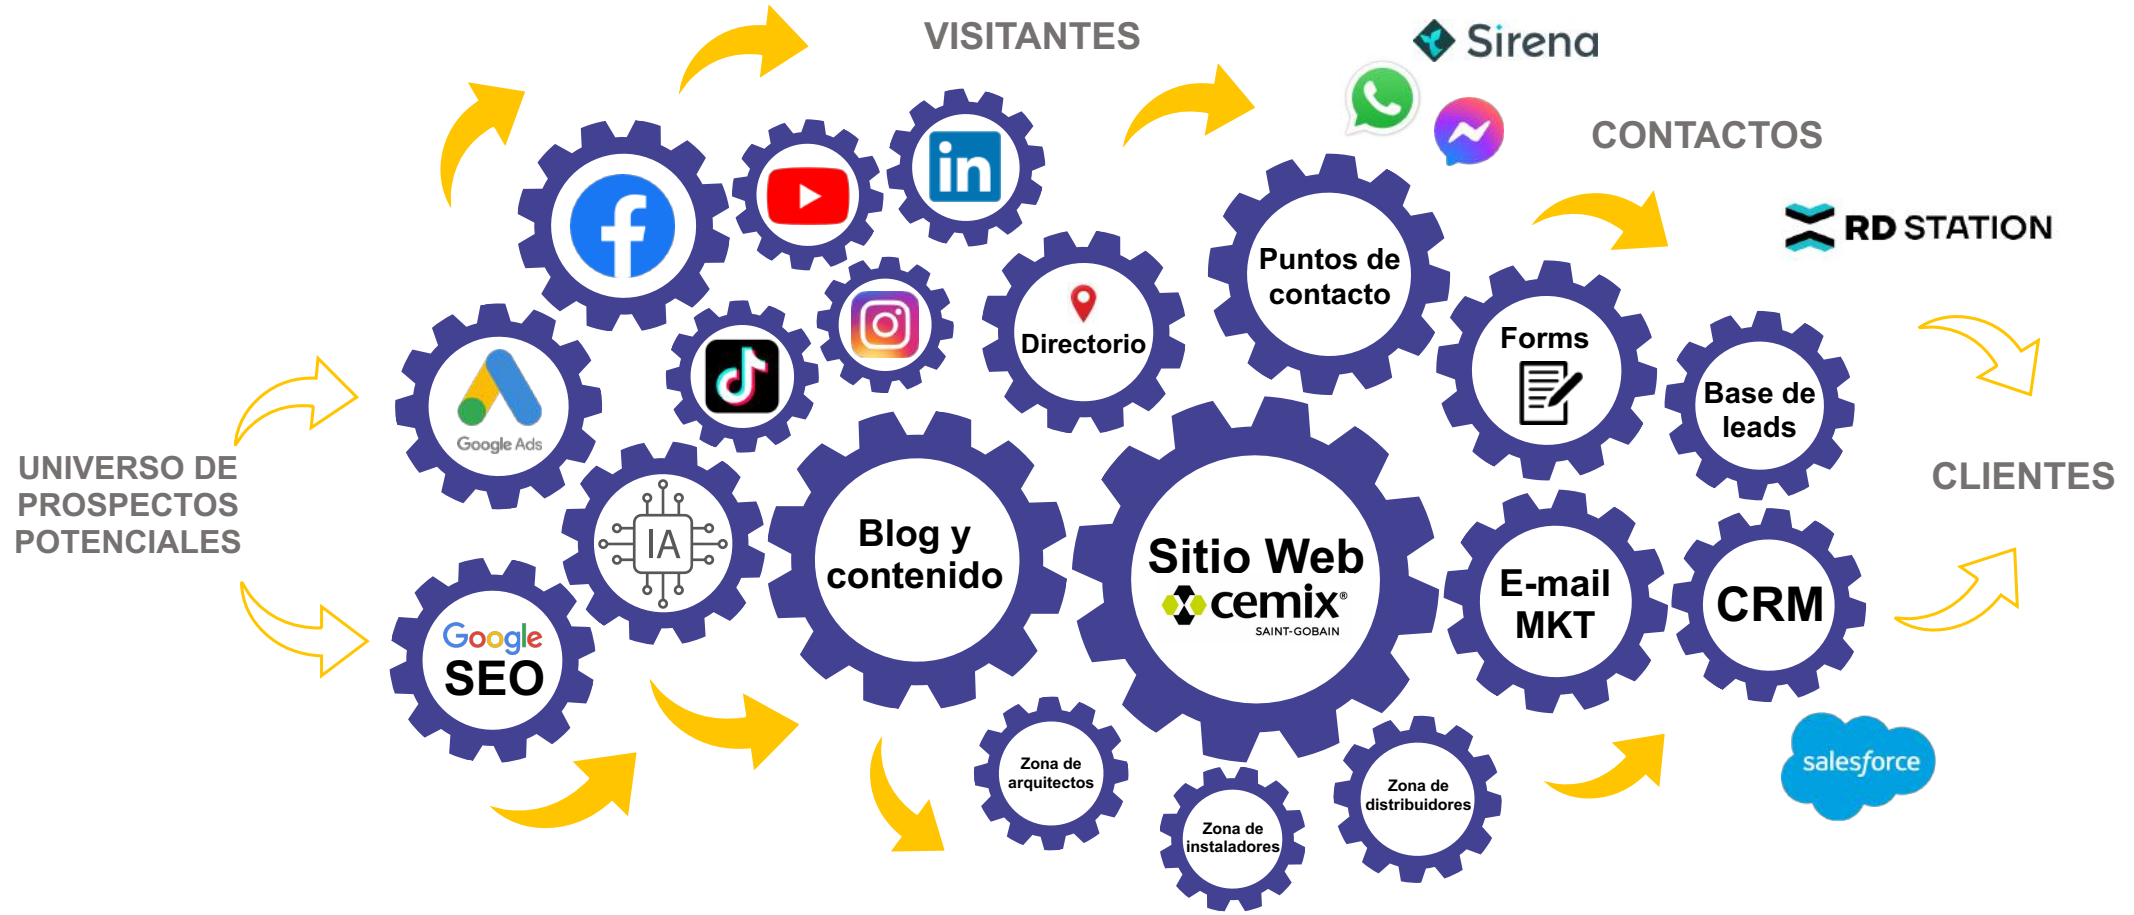 VISITANTES
Sirena
CONTACTOS
RD STATION
in
Puntos de
contacto
Directorio
Forms
Base de
leads
Google Ads
UNIVERSO DE
PROSPECTOS
POTENCIALES
CLIENTES
IA
Blog y
contenido
Sitio Web
cemix®
SAINT-GOBAIN
E-mail
MKT
CRM
Google
SEO
Zona de
arquitectos
Zona de
instaladores
Zona de
distribuidores
salesforce